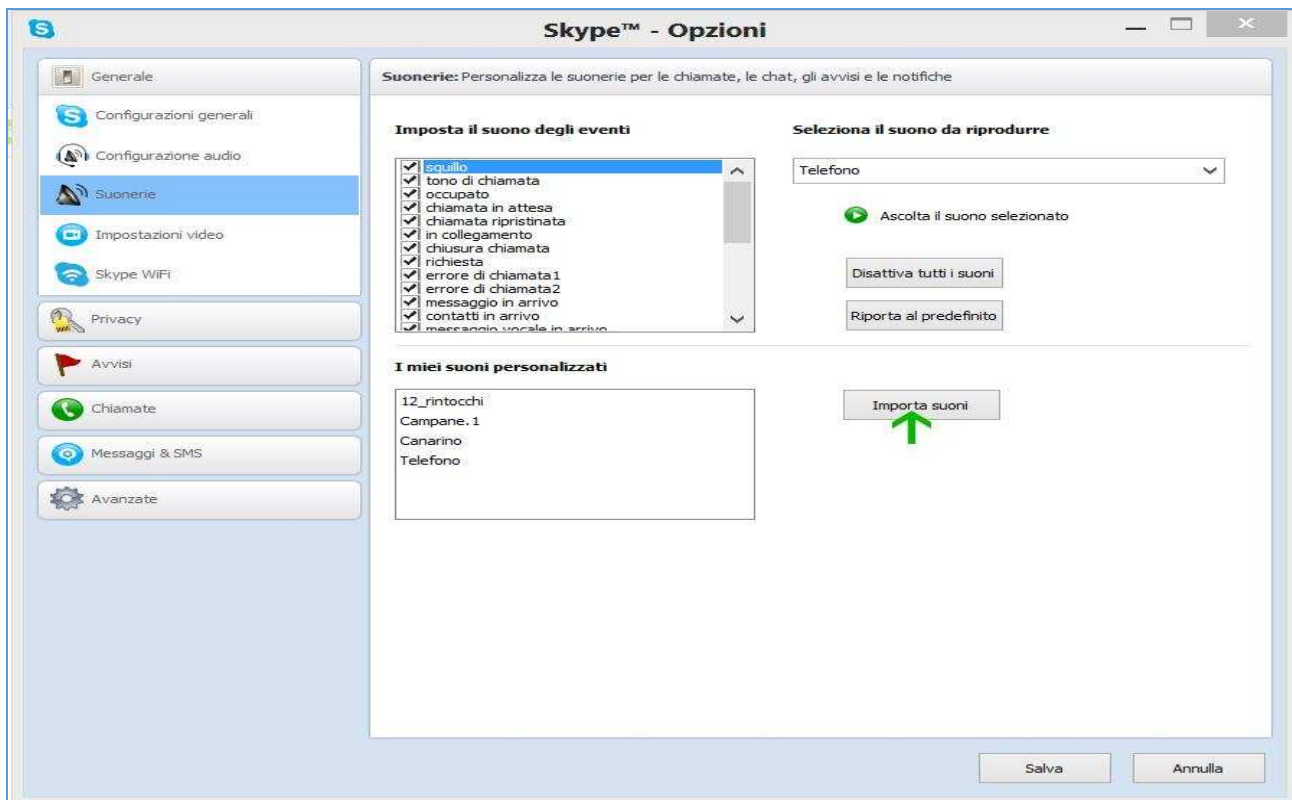 Skype™ - Opzioni
Generale
Configurazioni generali
Configurazione audio
Suonerie
Impostazioni video
Skype WiFi
Privacy
Avvisi
Chiamate
Messaggi & SMS
Avanzate
Suonerie: Personalizza le suonerie per le chiamate, le chat, gli avvisi e le notifiche
Imposta il suono degli eventi
squillo
tono di chiamata
occupato
chiamata in attesa
chiamata ripristinata
in collegamento
chiusura chiamata
richiesta
errore di chiamata1
errore di chiamata2
messaggio in arrivo
contatti in arrivo
messaggio vocale in arrivo
Seleziona il suono da riprodurre
Telefono
Ascolta il suono selezionato
Disattiva tutti i suoni
Riporta al predefinito
I miei suoni personalizzati
12_rintocchi
Campane.1
Canarino
Telefono
Importa suoni
Salva
Annulla